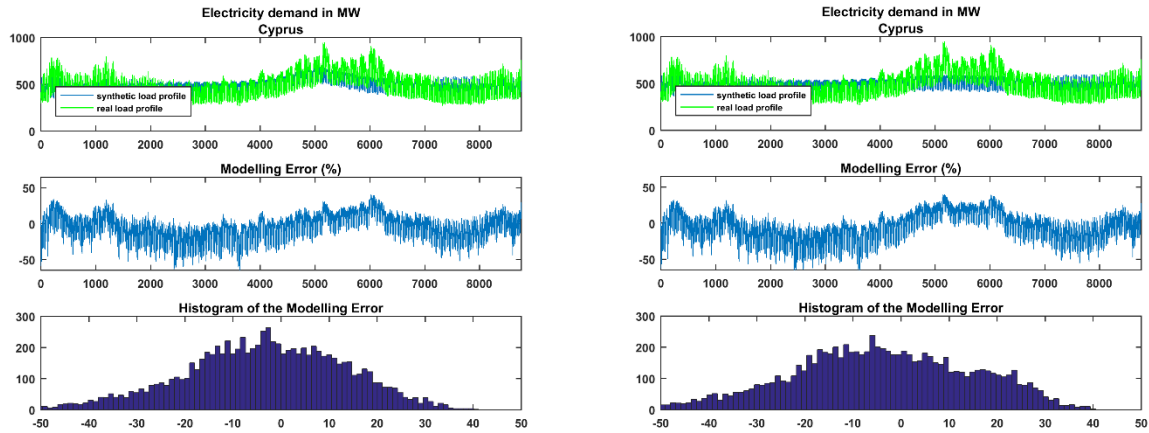 Electricity demand in MW
Cyprus
1000
500
0
synthetic load profile
real load profile
0 1000 2000 3000 4000 5000 6000 7000 8000
Modelling Error (%)
50
0
-50
0 1000 2000 3000 4000 5000 6000 7000 8000
Histogram of the Modelling Error
300
200
100
0
-50 -40 -30 -20 -10 0 10 20 30 40 50
Electricity demand in MW
Cyprus
1000
500
0
synthetic load profile
real load profile
0 1000 2000 3000 4000 5000 6000 7000 8000
Modelling Error (%)
50
0
-50
0 1000 2000 3000 4000 5000 6000 7000 8000
Histogram of the Modelling Error
300
200
100
0
-50 -40 -30 -20 -10 0 10 20 30 40 50